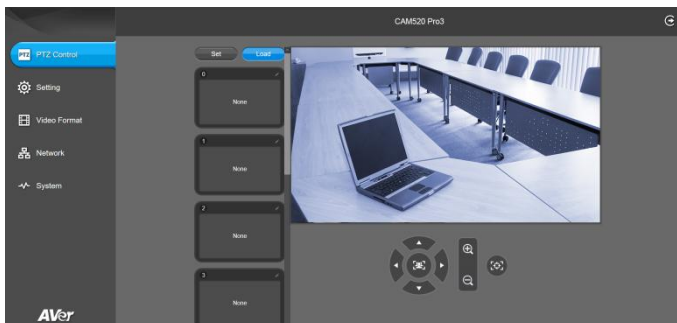 CAM520 Pro3
PTZ PTZ Control
Set Load
0
None
Setting
1
None
Video Format
Network
System
2
None
3
None
AVer